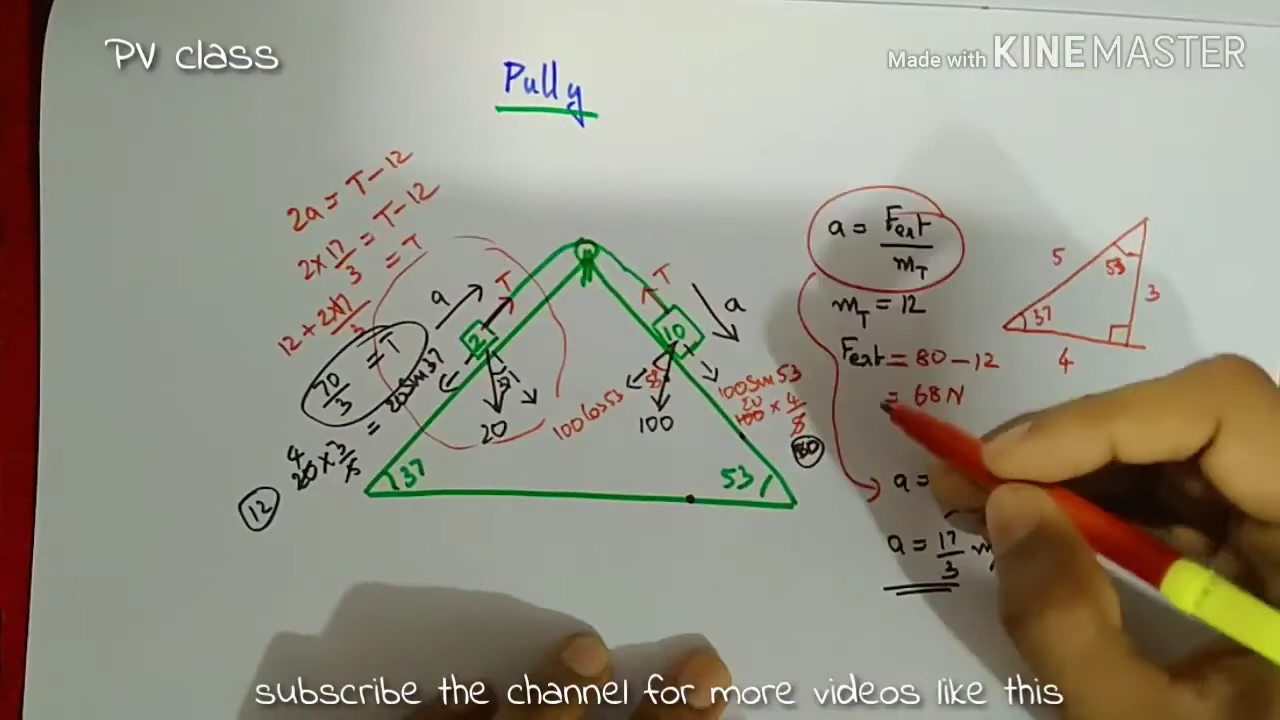 PV class
Made with KINEMASTER
Pully
2a = T - 12
2 × 17/3 = T - 12
12 + 2×17/3 = T
70/3 = T
a
T
2
37
20
20 sin 37
=
4
20 × 3/5
12
37
T
10
a
53
100
100 cos 53
100 sin 53
20
100 × 4/5
80
53
a = Fext/mT
mT = 12
Fext = 80 - 12
= 68 N
a =
a = 17/3 m
5
53
3
37
4
subscribe the channel for more videos like this